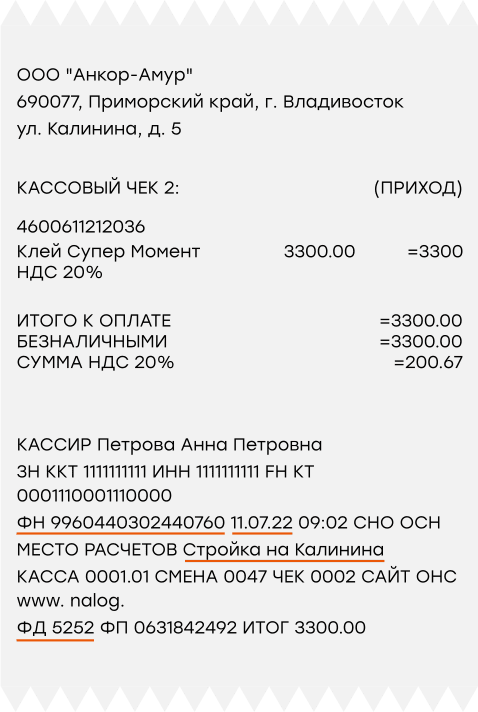 ООО "Анкор-Амур"
690077, Приморский край, г. Владивосток
ул. Калинина, д. 5
КАССОВЫЙ ЧЕК 2: (ПРИХОД)
4600611212036
Клей Супер Момент 3300.00 =3300
НДС 20%
ИТОГО К ОПЛАТЕ =3300.00
БЕЗНАЛИЧНЫМИ =3300.00
СУММА НДС 20% =200.67
КАССИР Петрова Анна Петровна
ЗН ККТ 1111111111 ИНН 1111111111 FН КТ
0001110001110000
ФН 9960440302440760 11.07.22 09:02 СНО ОСН
МЕСТО РАСЧЕТОВ Стройка на Калинина
КАССА 0001.01 СМЕНА 0047 ЧЕК 0002 САЙТ ОНС
www. nalog.
ФД 5252 ФП 0631842492 ИТОГ 3300.00